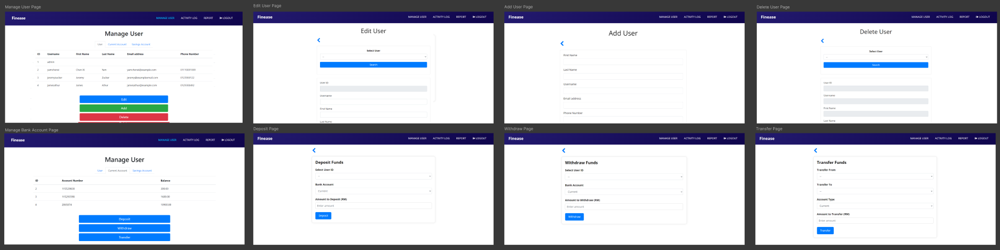 Manage User Page
Finease
MANAGE USER ACTIVITY LOG REPORT LOGOUT
Manage User
User Current Account Savings Account
ID Username First Name Last Name Email address Phone Number
1 admin
2 yamchenxi Chen Xi Yam yamchenxi@example.com 01110001009
3 jeremyzucker Jeremy Zucker jeremy@exampleemail.com 0123900122
4 jamesathur James Athur jamesathur@example.com 0125930492
Edit
Add
Delete
Edit User Page
Finease
MANAGE USER ACTIVITY LOG REPORT LOGOUT
Edit User
Select User
--
Search
User ID
Username
First Name
Last Name
Add User Page
Finease
MANAGE USER ACTIVITY LOG REPORT LOGOUT
Add User
First Name
Last Name
Username
Email address
Phone Number
Delete User Page
Finease
MANAGE USER ACTIVITY LOG REPORT LOGOUT
Delete User
Select User
--
Search
User ID
Username
First Name
Last Name
Manage Bank Account Page
Finease
MANAGE USER ACTIVITY LOG REPORT LOGOUT
Manage User
User Current Account Savings Account
ID Account Number Balance
2 115529838 300.00
3 115293598 1600.00
4 2065874 10900.00
Deposit
Withdraw
Transfer
Deposit Page
Finease
MANAGE USER ACTIVITY LOG REPORT LOGOUT
Deposit Funds
Select User ID
--
Bank Account
Current
Amount to Deposit (RM)
Enter amount
Deposit
Withdraw Page
Finease
MANAGE USER ACTIVITY LOG REPORT LOGOUT
Withdraw Funds
Select User ID
--
Bank Account
Current
Amount to Withdraw (RM)
Enter amount
Withdraw
Transfer Page
Finease
MANAGE USER ACTIVITY LOG REPORT LOGOUT
Transfer Funds
Transfer From
--
Transfer To
--
Account Type
Current
Amount to Transfer (RM)
Enter amount
Transfer